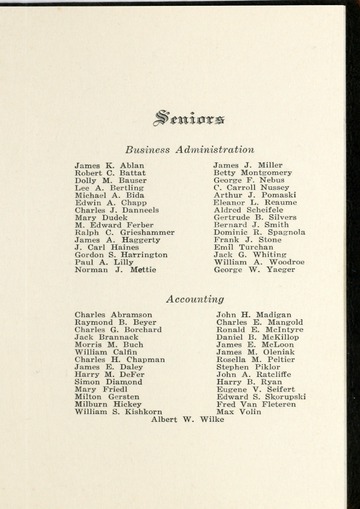 Seniors
Business Administration
James K. Ablan
Robert C. Battat
Dolly M. Bauser
Lee A. Bertling
Michael A. Bida
Edwin A. Chapp
Charles J. Danneels
Mary Dudek
M. Edward Ferber
Ralph C. Grieshammer
James A. Haggerty
J. Carl Haines
Gordon S. Harrington
Paul A. Lilly
Norman J. Mettie
James J. Miller
Betty Montgomery
George F. Nebus
C. Carroll Nussey
Arthur J. Pomaski
Eleanor L. Reaume
Aldred Scheifele
Gertrude B. Silvers
Bernard J. Smith
Dominic R. Spagnola
Frank J. Stone
Emil Turchan
Jack G. Whiting
William A. Woodroe
George W. Yaeger
Accounting
Charles Abramson
Raymond B. Beyer
Charles G. Borchard
Jack Brannack
Morris M. Buch
William Calfin
Charles H. Chapman
James E. Daley
Harry M. DeFer
Simon Diamond
Mary Friedl
Milton Gersten
Milburn Hickey
William S. Kishkorn
John H. Madigan
Charles E. Mangold
Ronald E. McIntyre
Daniel B. McKillop
James E. McLoon
James M. Oleniak
Rosella M. Peltier
Stephen Piklor
John A. Ratcliffe
Harry B. Ryan
Eugene V. Seifert
Edward S. Skorupski
Fred Van Fleteren
Max Volin
Albert W. Wilke